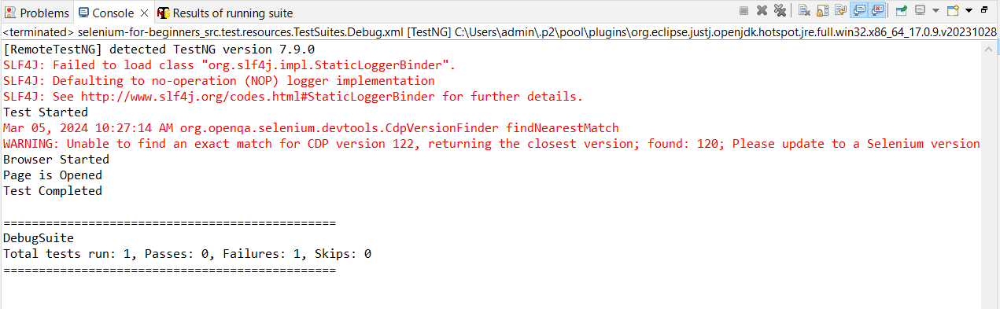 Problems Console Results of running suite
<terminated> selenium-for-beginners_src.test.resources.TestSuites.Debug.xml [TestNG] C:\Users\admin\.p2\pool\plugins\org.eclipse.justj.openjdk.hotspot.jre.full.win32.x86_64_17.0.9.v20231028
[RemoteTestNG] detected TestNG version 7.9.0
SLF4J: Failed to load class "org.slf4j.impl.StaticLoggerBinder".
SLF4J: Defaulting to no-operation (NOP) logger implementation
SLF4J: See http://www.slf4j.org/codes.html#StaticLoggerBinder for further details.
Test Started
Mar 05, 2024 10:27:14 AM org.openqa.selenium.devtools.CdpVersionFinder findNearestMatch
WARNING: Unable to find an exact match for CDP version 122, returning the closest version; found: 120; Please update to a Selenium version
Browser Started
Page is Opened
Test Completed
===============================================
DebugSuite
Total tests run: 1, Passes: 0, Failures: 1, Skips: 0
===============================================